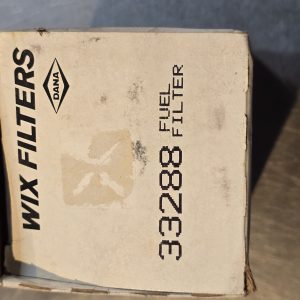 WIX FILTERS
DANA
33288 FUEL
FILTER